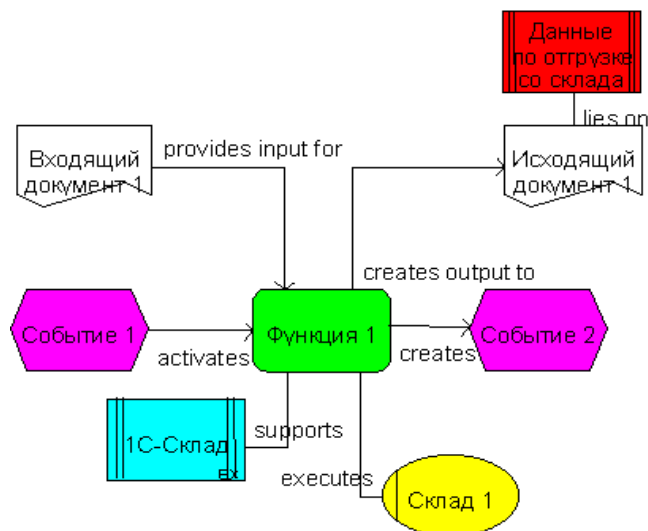 Данные
по отгрузке
со склада
lies on
Входящий
документ 1
provides input for
Исходящий
документ 1
creates output to
Событие 1
activates
Функция 1
creates
Событие 2
1С-Склад
ex
supports
executes
Склад 1